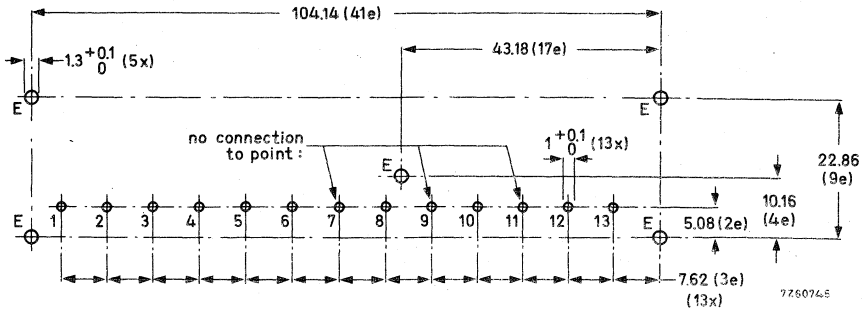 104.14 (41e)
43.18 (17e)
1.3 +0.1 0 (5x)
E
E
no connection
to point :
1 +0.1 0 (13x)
E
22.86
(9e)
10.16
(4e)
5.08 (2e)
E
1 2 3 4 5 6 7 8 9 10 11 12 13
E
7.62 (3e)
(13x)
7Z60746